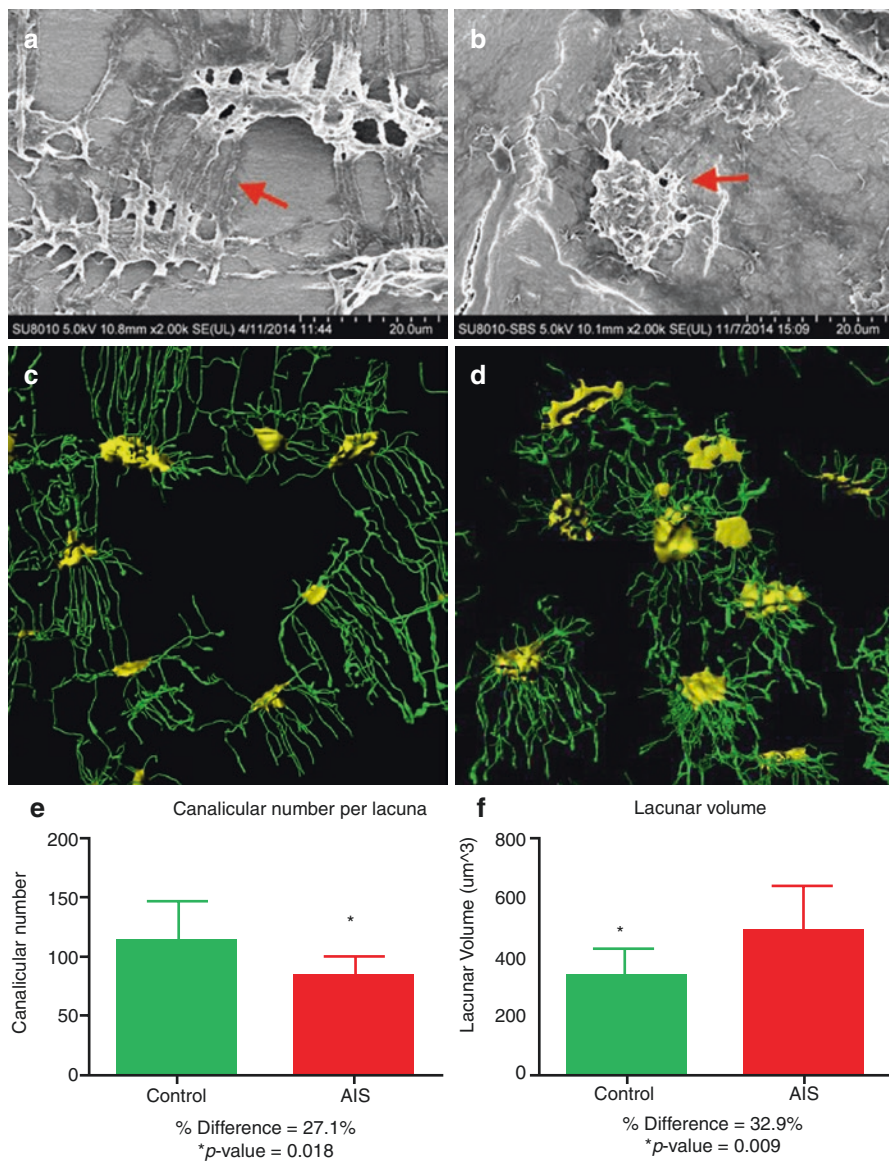 a
b
SU8010 5.0kV 10.8mm x2.00k SE(UL) 4/11/2014 11:44 20.0um
SU8010-SBS 5.0kV 10.1mm x2.00k SE(UL) 11/7/2014 15:09 20.0um
c
d
e
Canalicular number per lacuna
200
150
100
50
0
Canalicular number
*
Control
AIS
% Difference = 27.1%
*p-value = 0.018
f
Lacunar volume
800
600
400
200
0
Lacunar Volume (um^3)
*
Control
AIS
% Difference = 32.9%
*p-value = 0.009